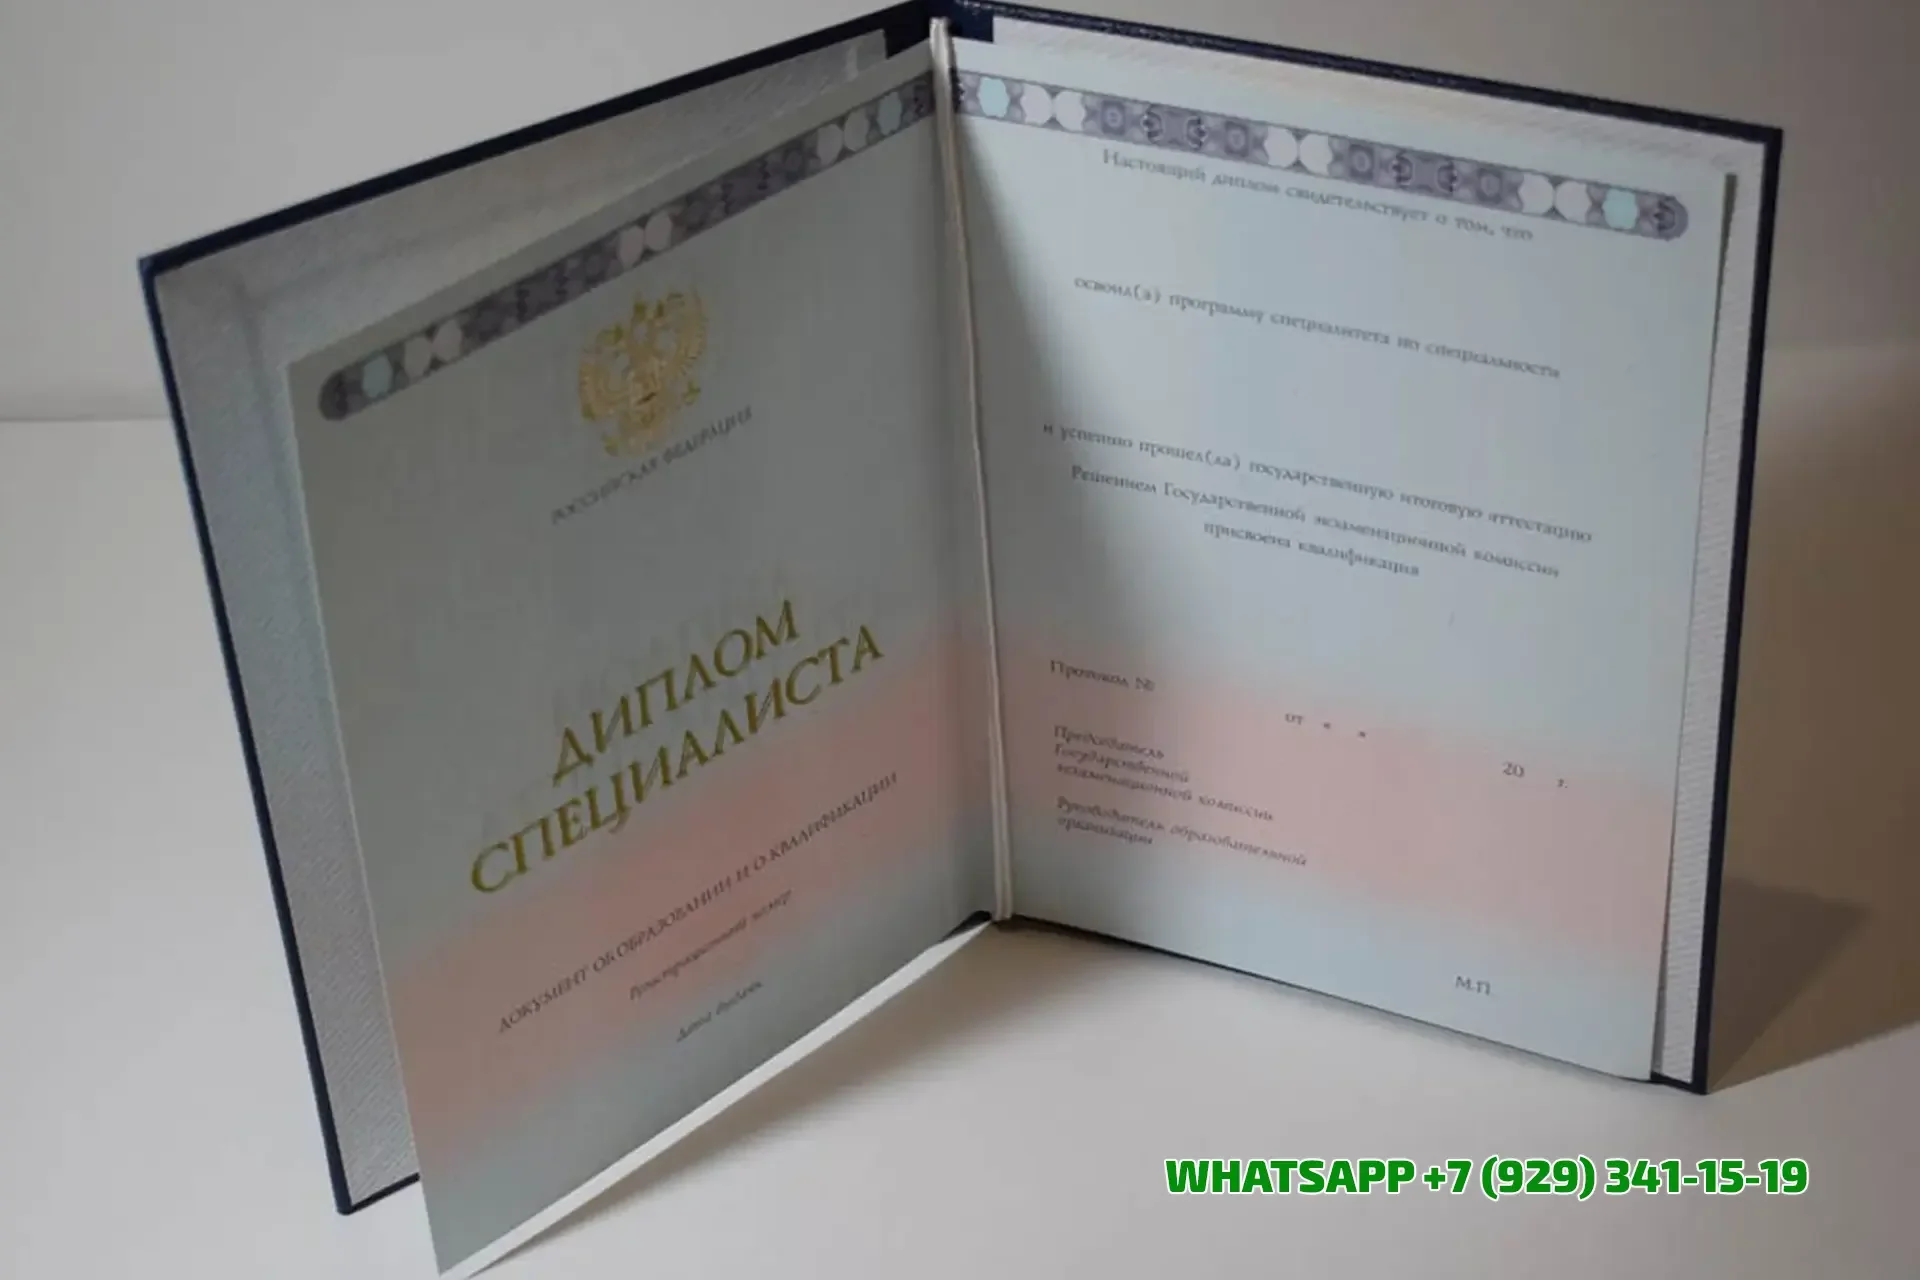 РОССИЙСКАЯ ФЕДЕРАЦИЯ
ДИПЛОМ
СПЕЦИАЛИСТА
ДОКУМЕНТ ОБ ОБРАЗОВАНИИ И О КВАЛИФИКАЦИИ
Регистрационный номер
Дата выдачи
Настоящий диплом свидетельствует о том, что
освоил(а) программу специалитета по специальности
и успешно прошел(ла) государственную итоговую аттестацию
Решением Государственной экзаменационной комиссии
присвоена квалификация
Протокол №
от « » 20 г.
Председатель
Государственной
экзаменационной комиссии
Руководитель образовательной
организации
М.П.
WHATSAPP +7 (929) 341-15-19